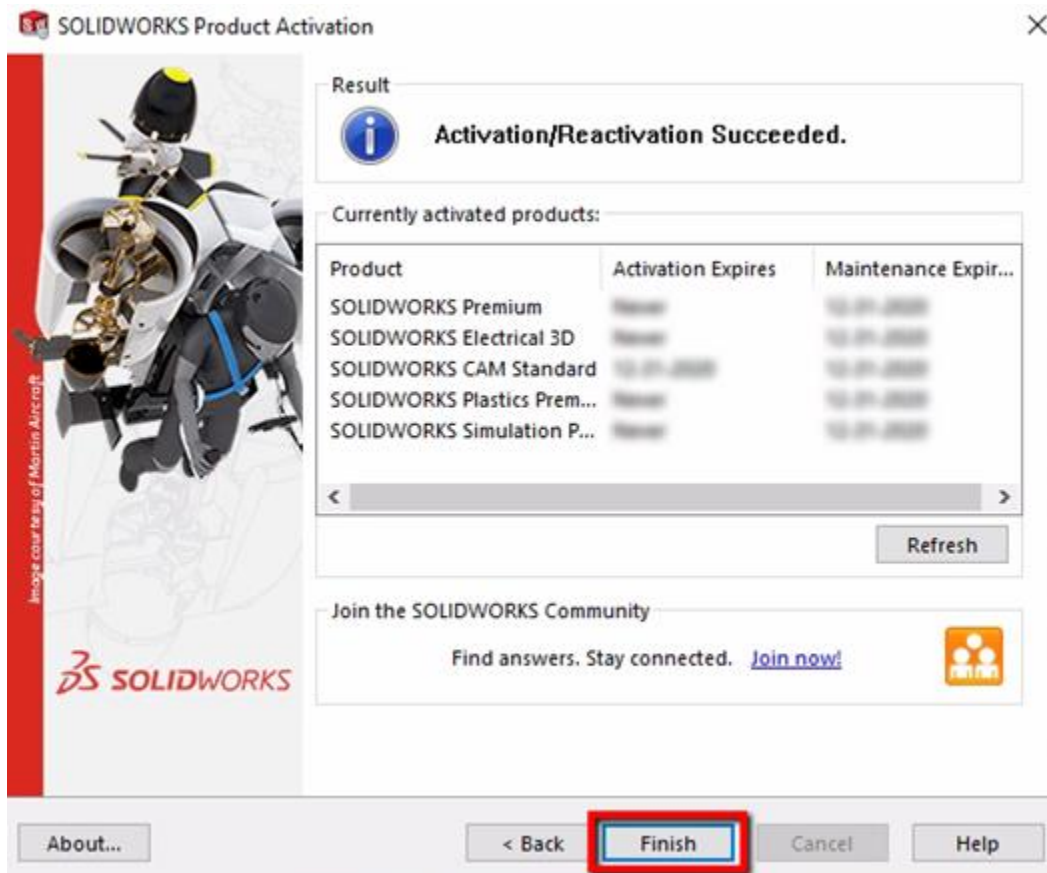 SOLIDWORKS Product Activation
Result
Activation/Reactivation Succeeded.
Currently activated products:
Product Activation Expires Maintenance Expir...
SOLIDWORKS Premium
SOLIDWORKS Electrical 3D
SOLIDWORKS CAM Standard
SOLIDWORKS Plastics Prem...
SOLIDWORKS Simulation P...
Refresh
Join the SOLIDWORKS Community
Find answers. Stay connected. Join now!
Image courtesy of Martin Aircraft
SOLIDWORKS
About... < Back Finish Cancel Help